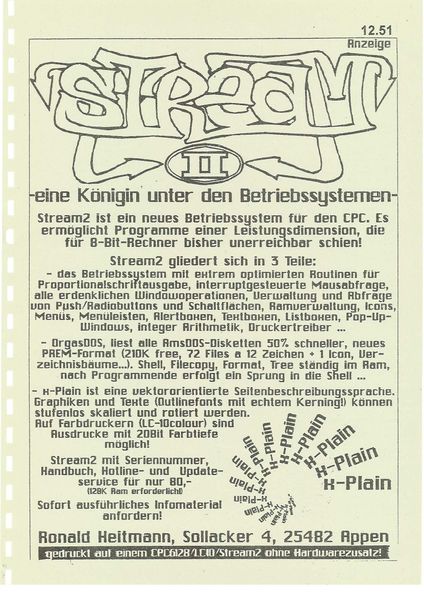 12.51
Anzeige
STReaM
II
-eine Königin unter den Betriebssystemen-
Stream2 ist ein neues Betriebssystem für den CPC. Es
ermöglicht Programme einer Leistungsdimension, die
für 8-Bit-Rechner bisher unerreichbar schien!
Stream2 gliedert sich in 3 Teile:
- das Betriebssystem mit extrem optimierten Routinen für
Proportionalschriftausgabe, interruptgesteuerte Mausabfrage,
alle erdenklichen Windowoperationen, Verwaltung und Abfrage
von Push/Radiobuttons und Schaltflächen, Ramverwaltung, Icons,
Menüs, Menüleisten, Alertboxen, Textboxen, Listboxen, Pop-Up-
Windows, integer Arithmetik, Druckertreiber ...
- OrgasDOS, liest alle AmsDOS-Disketten 50% schneller, neues
PREM-Format (210K free, 72 Files a 12 Zeichen + 1 Icon, Ver-
zeichnisbäume...). Shell, Filecopy, Format, Tree ständig im Ram,
nach Programmende erfolgt ein Sprung in die Shell ...
- x-Plain ist eine vektororientierte Seitenbeschreibungssprache.
Graphiken und Texte (Outlinefonts mit echtem Kerning!) können
stufenlos skaliert und rotiert werden.
Auf Farbdruckern (LC-10colour) sind
Ausdrucke mit 20Bit Farbtiefe
möglich!
Stream2 mit Seriennummer,
Handbuch, Hotline- und Update-
service für nur 80,-
(128K Ram erforderlich!)
Sofort ausführliches Infomaterial
anfordern!
x-Plain
x-Plain
x-Plain
x-Plain
x-Plain
x-Plain
x-Plain
x-Plain
x-Plain
x-Plain
Ronald Heitmann, Sollacker 4, 25482 Appen
gedruckt auf einem CPC6128/LC10/Stream2 ohne Hardwarezusatz!